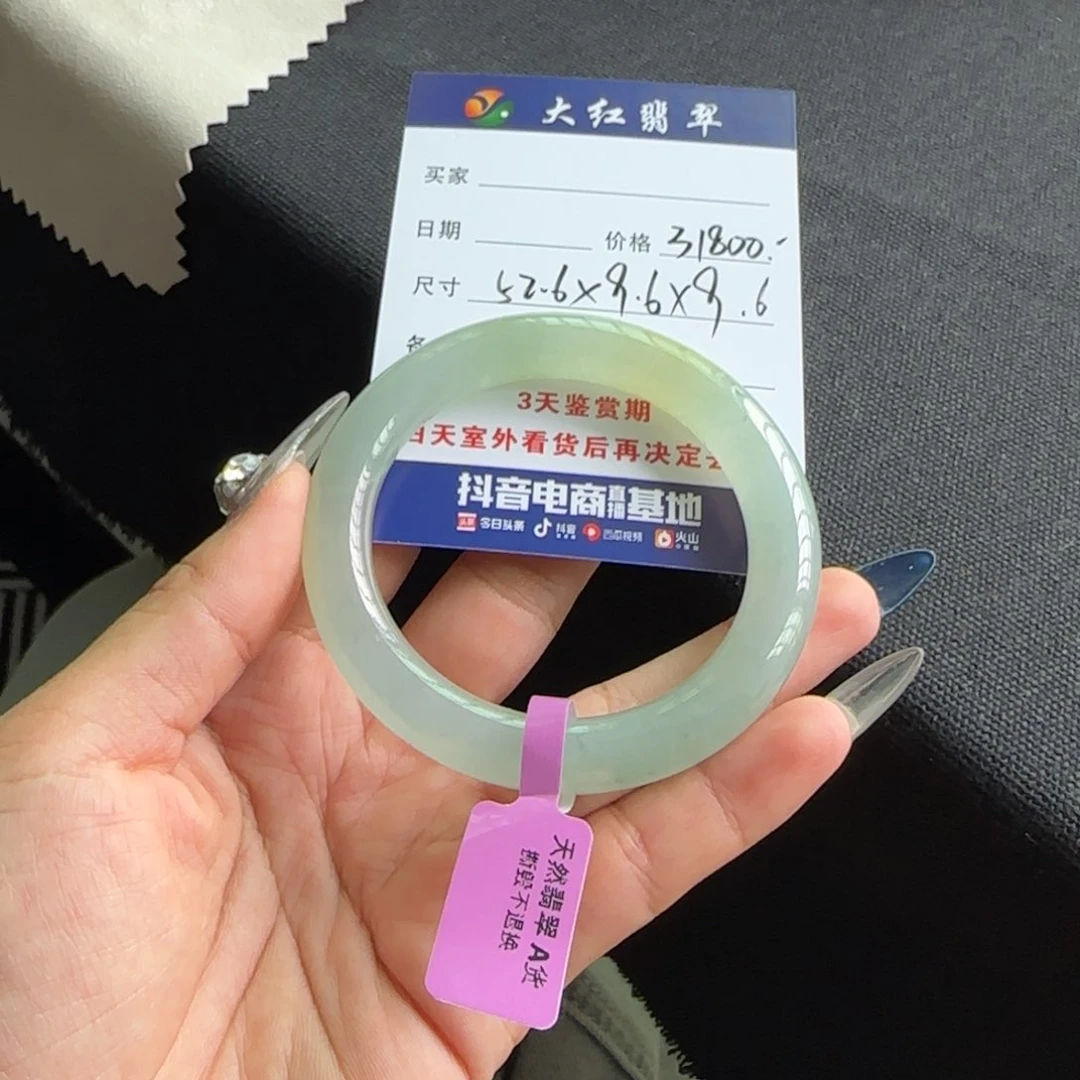 大红翡翠
买家
日期 价格 31800.-
尺寸 52.6×9.6×9.6
3天鉴赏期
白天室外看货后再决定
抖音电商直播基地
头条 今日头条 抖音 西瓜视频 火山
天然翡翠A货
撕毁不退换